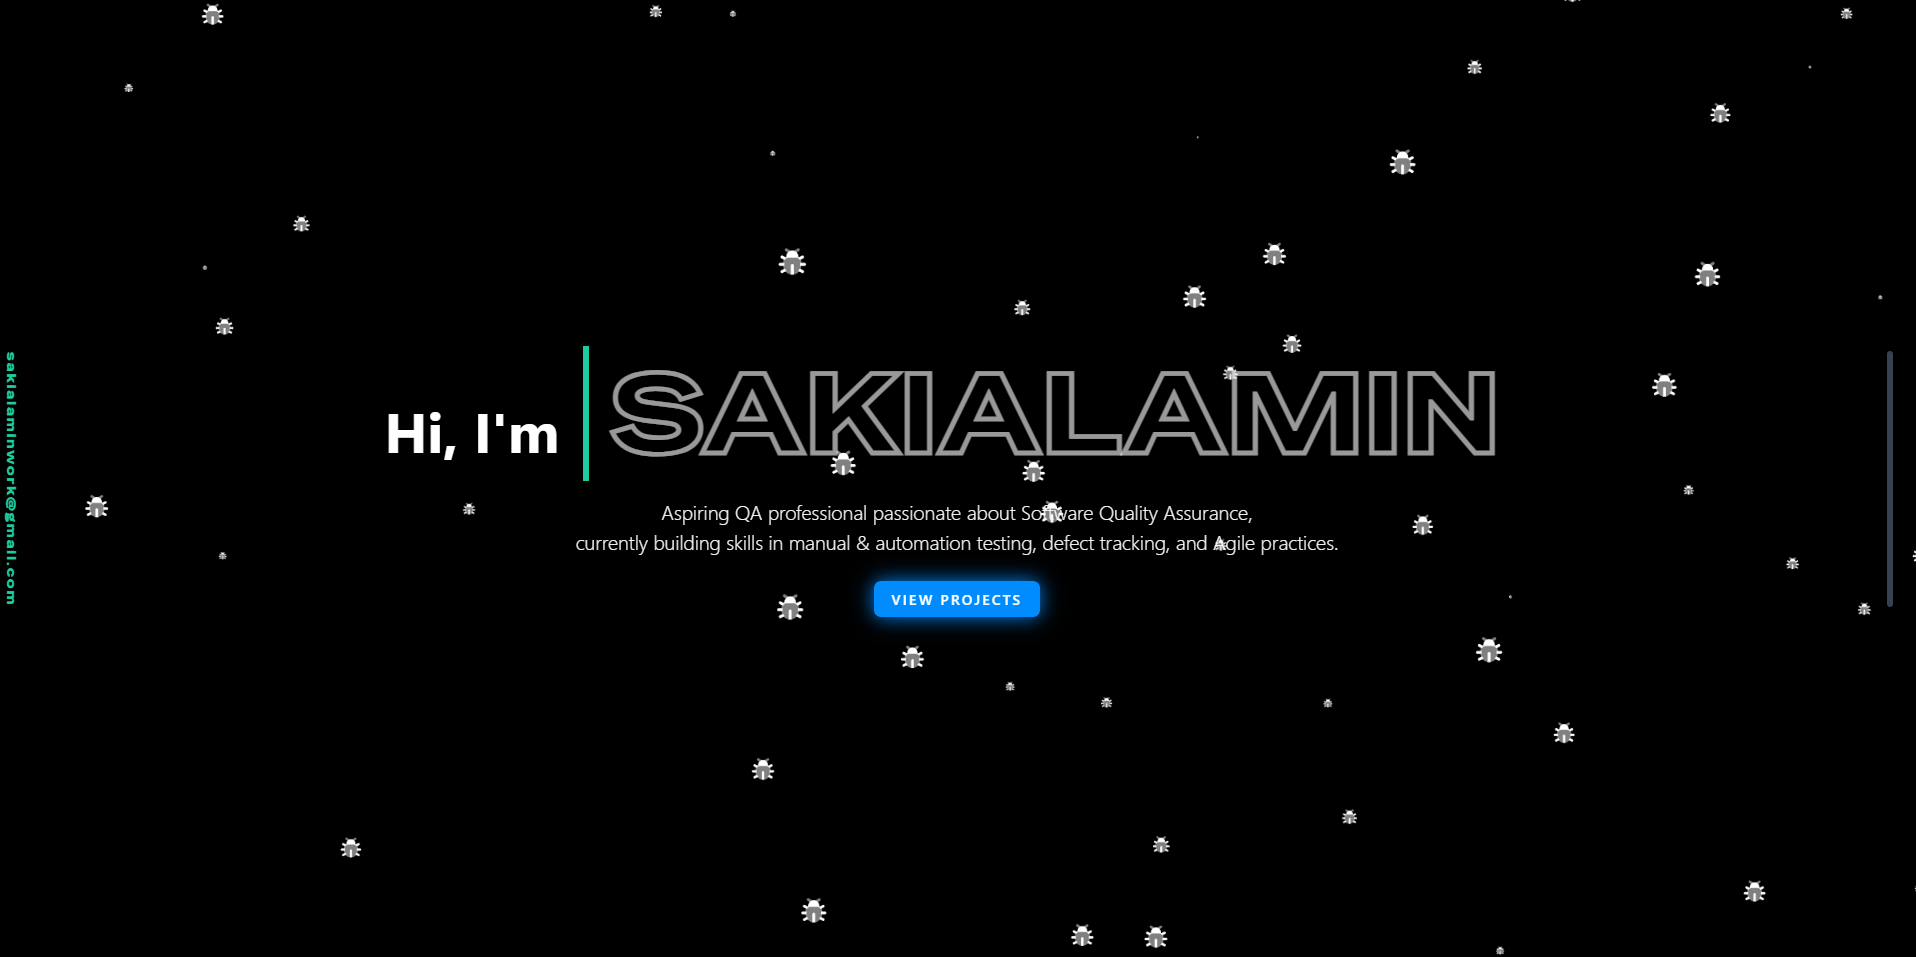 Hi, I'm SAKIALAMIN
Aspiring QA professional passionate about Software Quality Assurance,
currently building skills in manual & automation testing, defect tracking, and Agile practices.
VIEW PROJECTS
sakialaminwork@gmail.com